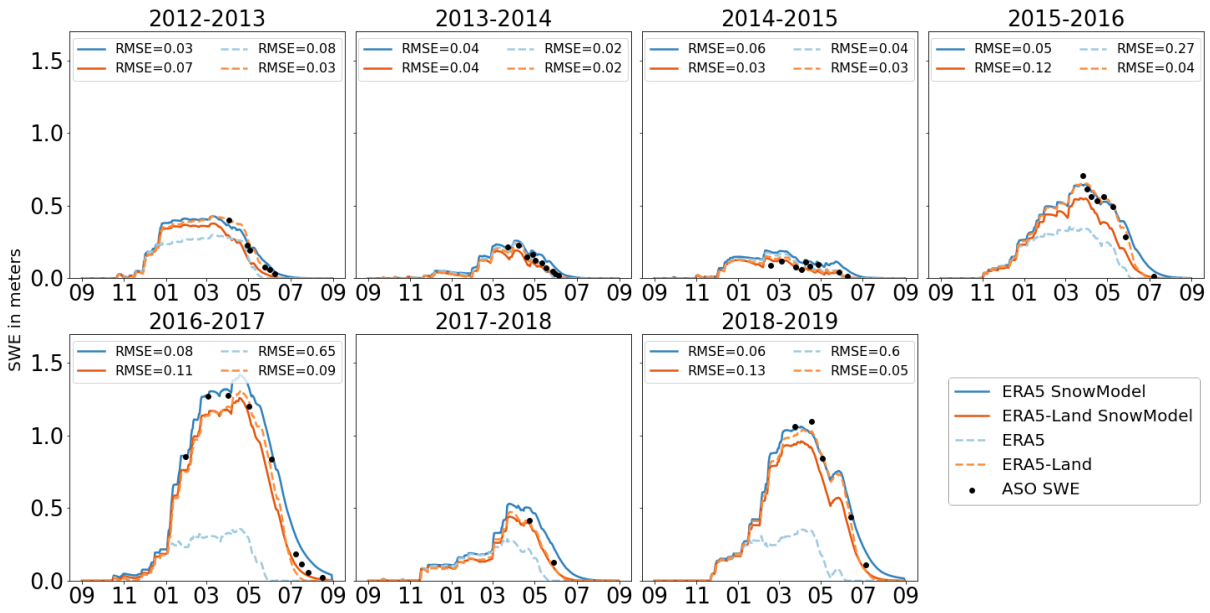 2012-2013
2013-2014
2014-2015
2015-2016
RMSE=0.03 RMSE=0.08
RMSE=0.07 RMSE=0.03
RMSE=0.04 RMSE=0.02
RMSE=0.04 RMSE=0.02
RMSE=0.06 RMSE=0.04
RMSE=0.03 RMSE=0.03
RMSE=0.05 RMSE=0.27
RMSE=0.12 RMSE=0.04
1.5
1.0
0.5
0.0
09 11 01 03 05 07 09
09 11 01 03 05 07 09
09 11 01 03 05 07 09
09 11 01 03 05 07 09
SWE in meters
2016-2017
2017-2018
2018-2019
RMSE=0.08 RMSE=0.65
RMSE=0.11 RMSE=0.09
RMSE=0.06 RMSE=0.6
RMSE=0.13 RMSE=0.05
1.5
1.0
0.5
0.0
09 11 01 03 05 07 09
09 11 01 03 05 07 09
09 11 01 03 05 07 09
ERA5 SnowModel
ERA5-Land SnowModel
ERA5
ERA5-Land
ASO SWE